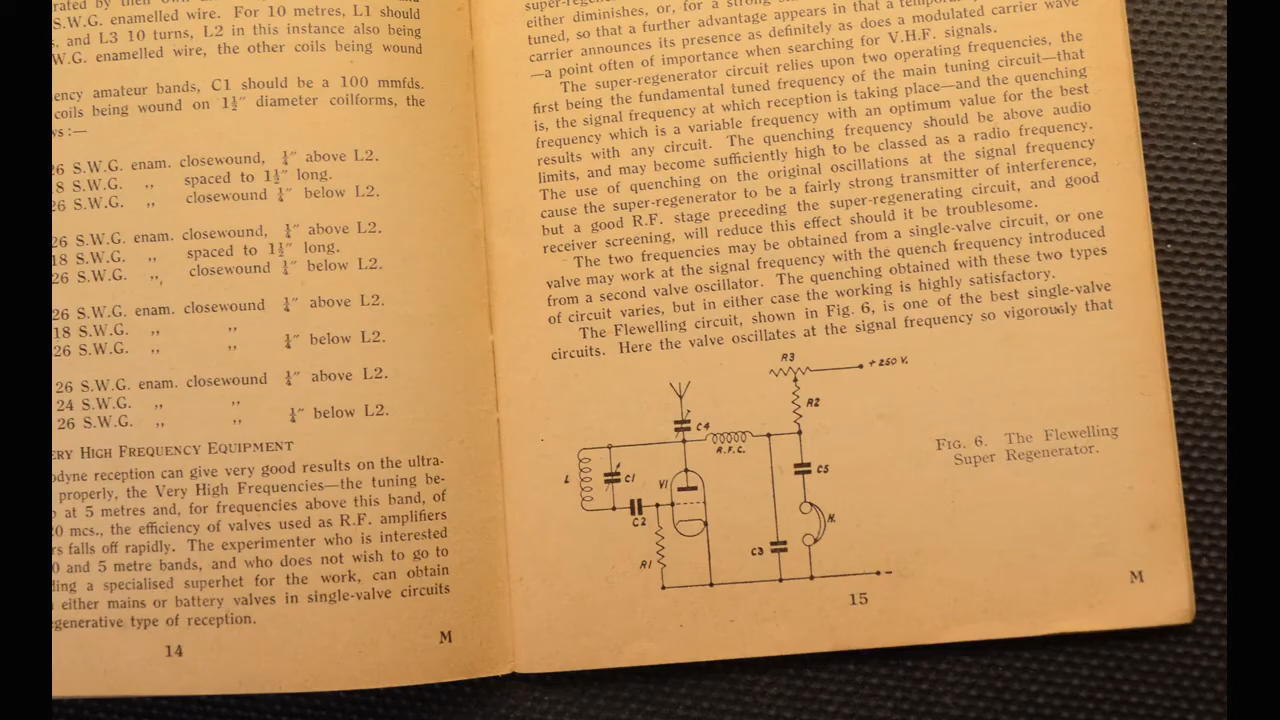 S.W.G. enamelled wire. For 10 metres, L1 should
, and L3 10 turns, L2 in this instance also being
W.G. enamelled wire, the other coils being wound
ency amateur bands, C1 should be a 100 mmfds.
coils being wound on 1½″ diameter coilforms, the
ws :—
26 S.W.G. enam. closewound, ¼″ above L2.
8 S.W.G. ,, spaced to 1½″ long.
26 S.W.G. ,, closewound ¼″ below L2.
26 S.W.G. enam. closewound, ¼″ above L2.
18 S.W.G. ,, spaced to 1½″ long.
26 S.W.G. ,, closewound ¼″ below L2.
26 S.W.G. enam. closewound ¼″ above L2.
18 S.W.G. ,, ,,
26 S.W.G. ,, ,, ¼″ below L2.
26 S.W.G. enam. closewound ¼″ above L2.
24 S.W.G. ,, ,,
26 S.W.G. ,, ,, ¼″ below L2.
ERY HIGH FREQUENCY EQUIPMENT
odyne reception can give very good results on the ultra-
properly, the Very High Frequencies—the tuning be-
at 5 metres and, for frequencies above this band, of
0 mcs., the efficiency of valves used as R.F. amplifiers
rs falls off rapidly. The experimenter who is interested
0 and 5 metre bands, and who does not wish to go to
ding a specialised superhet for the work, can obtain
either mains or battery valves in single-valve circuits
egenerative type of reception.
14
M
either diminishes, or, for a strong
tuned, so that a further advantage appears in that a
carrier announces its presence as definitely as does a modulated carrier wave
—a point often of importance when searching for V.H.F. signals.
The super-regenerator circuit relies upon two operating frequencies, the
first being the fundamental tuned frequency of the main tuning circuit—that
is, the signal frequency at which reception is taking place—and the quenching
frequency which is a variable frequency with an optimum value for the best
results with any circuit. The quenching frequency should be above audio
limits, and may become sufficiently high to be classed as a radio frequency.
The use of quenching on the original oscillations at the signal frequency
cause the super-regenerator to be a fairly strong transmitter of interference,
but a good R.F. stage preceding the super-regenerating circuit, and good
receiver screening, will reduce this effect should it be troublesome.
The two frequencies may be obtained from a single-valve circuit, or one
valve may work at the signal frequency with the quench frequency introduced
from a second valve oscillator. The quenching obtained with these two types
of circuit varies, but in either case the working is highly satisfactory.
The Flewelling circuit, shown in Fig. 6, is one of the best single-valve
circuits. Here the valve oscillates at the signal frequency so vigorously that
R3
+250 V.
R2
C4
R.F.C.
L
C1
V1
C5
C2
H.
R1
C3
−
FIG. 6. The Flewelling
Super Regenerator.
15
M